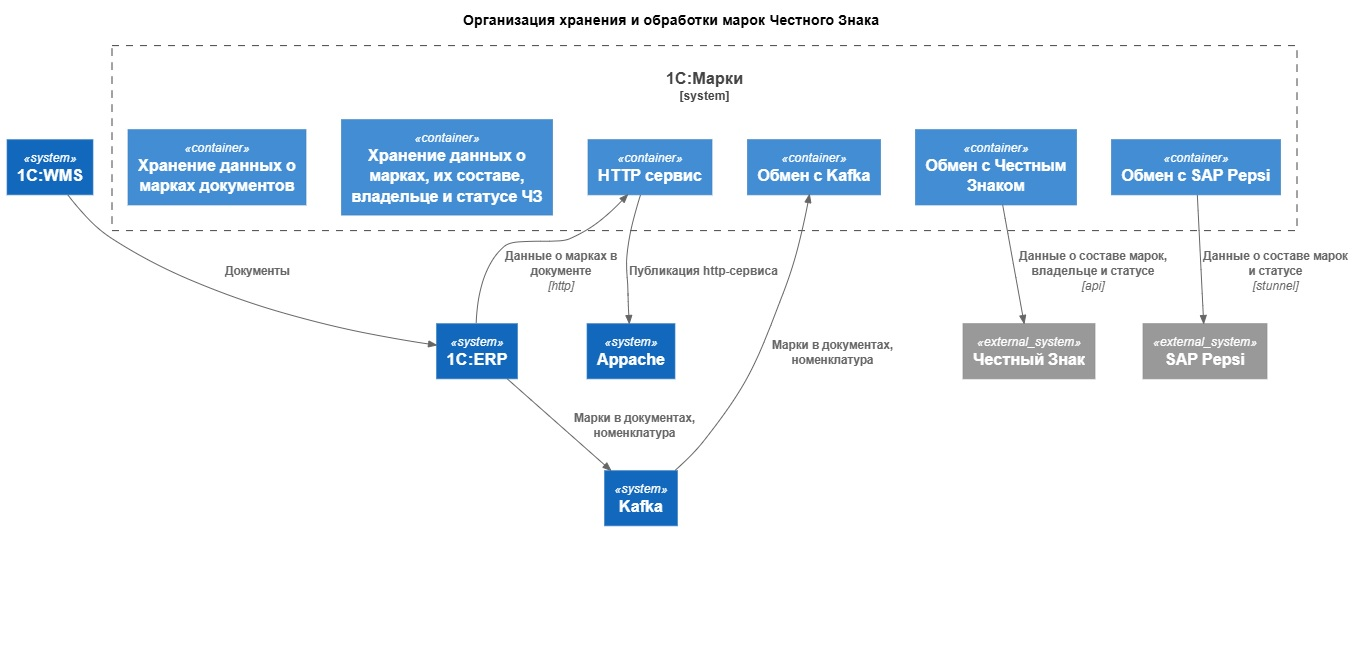 Организация хранения и обработки марок Честного Знака
1С:Марки
[system]
«system»
1С:WMS
«container»
Хранение данных о
марках документов
«container»
Хранение данных о
марках, их составе,
владельце и статусе ЧЗ
«container»
HTTP сервис
«container»
Обмен с Kafka
«container»
Обмен с Честным
Знаком
«container»
Обмен с SAP Pepsi
Документы
Данные о марках в
документе
[http]
Публикация http-сервиса
Данные о составе марок,
владельце и статусе
[api]
Данные о составе марок
и статусе
[stunnel]
«system»
1С:ERP
«system»
Appache
Марки в документах,
номенклатура
«external_system»
Честный Знак
«external_system»
SAP Pepsi
Марки в документах,
номенклатура
«system»
Kafka